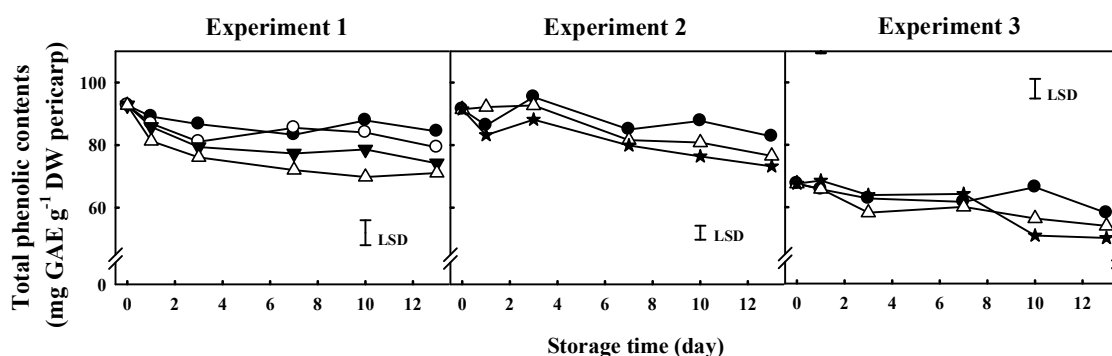 Experiment 1 Experiment 2 Experiment 3
Total phenolic contents
(mg GAE g⁻¹ DW pericarp)
100
80
60
0
LSD
LSD
LSD
0 2 4 6 8 10 12 0 2 4 6 8 10 12 0 2 4 6 8 10 12
Storage time (day)